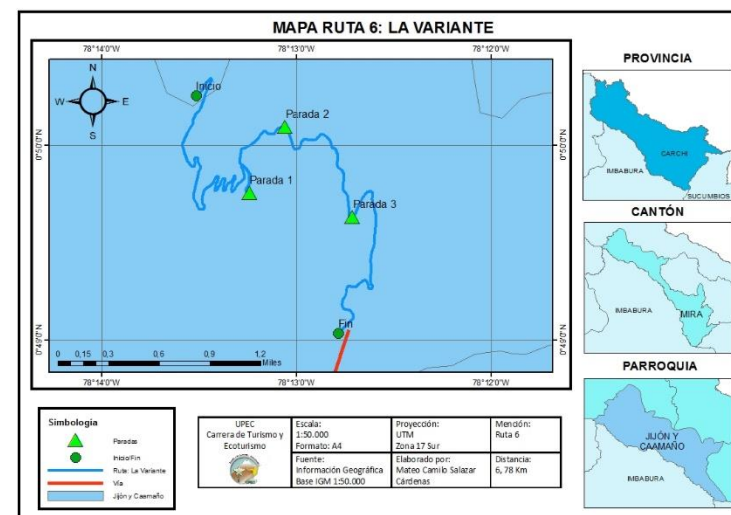 MAPA RUTA 6: LA VARIANTE
78°14'0"W
78°13'0"W
78°12'0"W
N
W
E
S
0°50'0"N
0°50'0"N
Inicio
Parada 2
Parada 1
Parada 3
Fin
0°49'0"N
0°49'0"N
0 0,15 0,3 0,6 0,9 1,2
Miles
78°14'0"W
78°13'0"W
78°12'0"W
PROVINCIA
CARCHI
IMBABURA
SUCUMBIOS
CANTÓN
IMBABURA
MIRA
PARROQUIA
JIJÓN Y
CAAMAÑO
IMBABURA
Simbología
Paradas
Inicio/Fin
Ruta: La Variante
Vía
Jijón y Caamaño
UPEC
Carrera de Turismo y
Ecoturismo
Escala:
1:50.000
Formato: A4
Proyección:
UTM
Zona 17 Sur
Mención:
Ruta 6
Fuente:
Información Geográfica
Base IGM 1:50.000
Elaborado por:
Mateo Camilo Salazar
Cárdenas
Distancia:
6, 78 Km